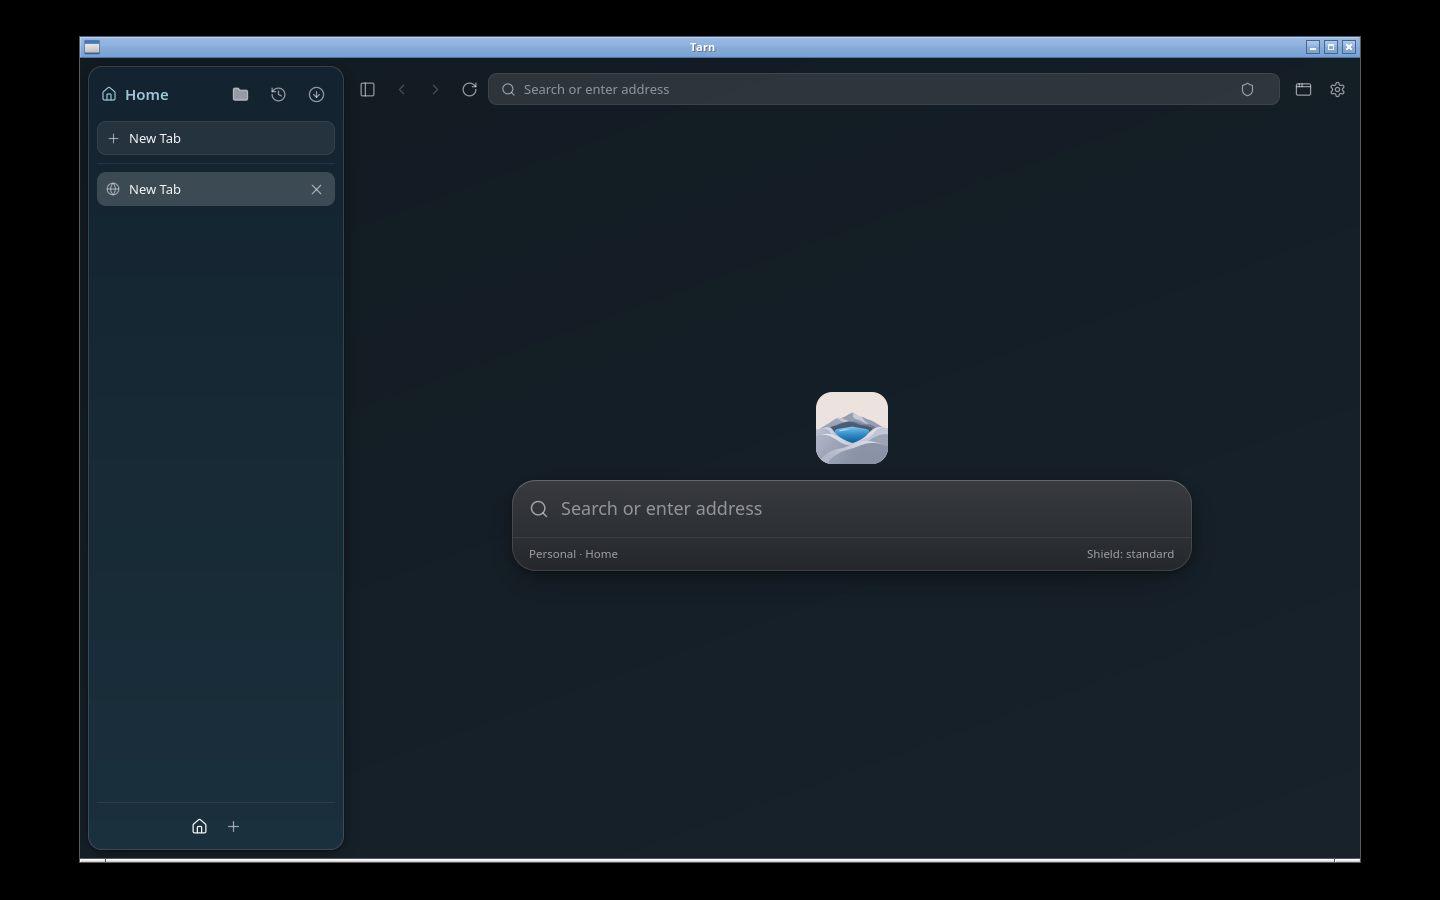 Tarn
Home
Search or enter address
New Tab
New Tab
Search or enter address
Personal · Home
Shield: standard